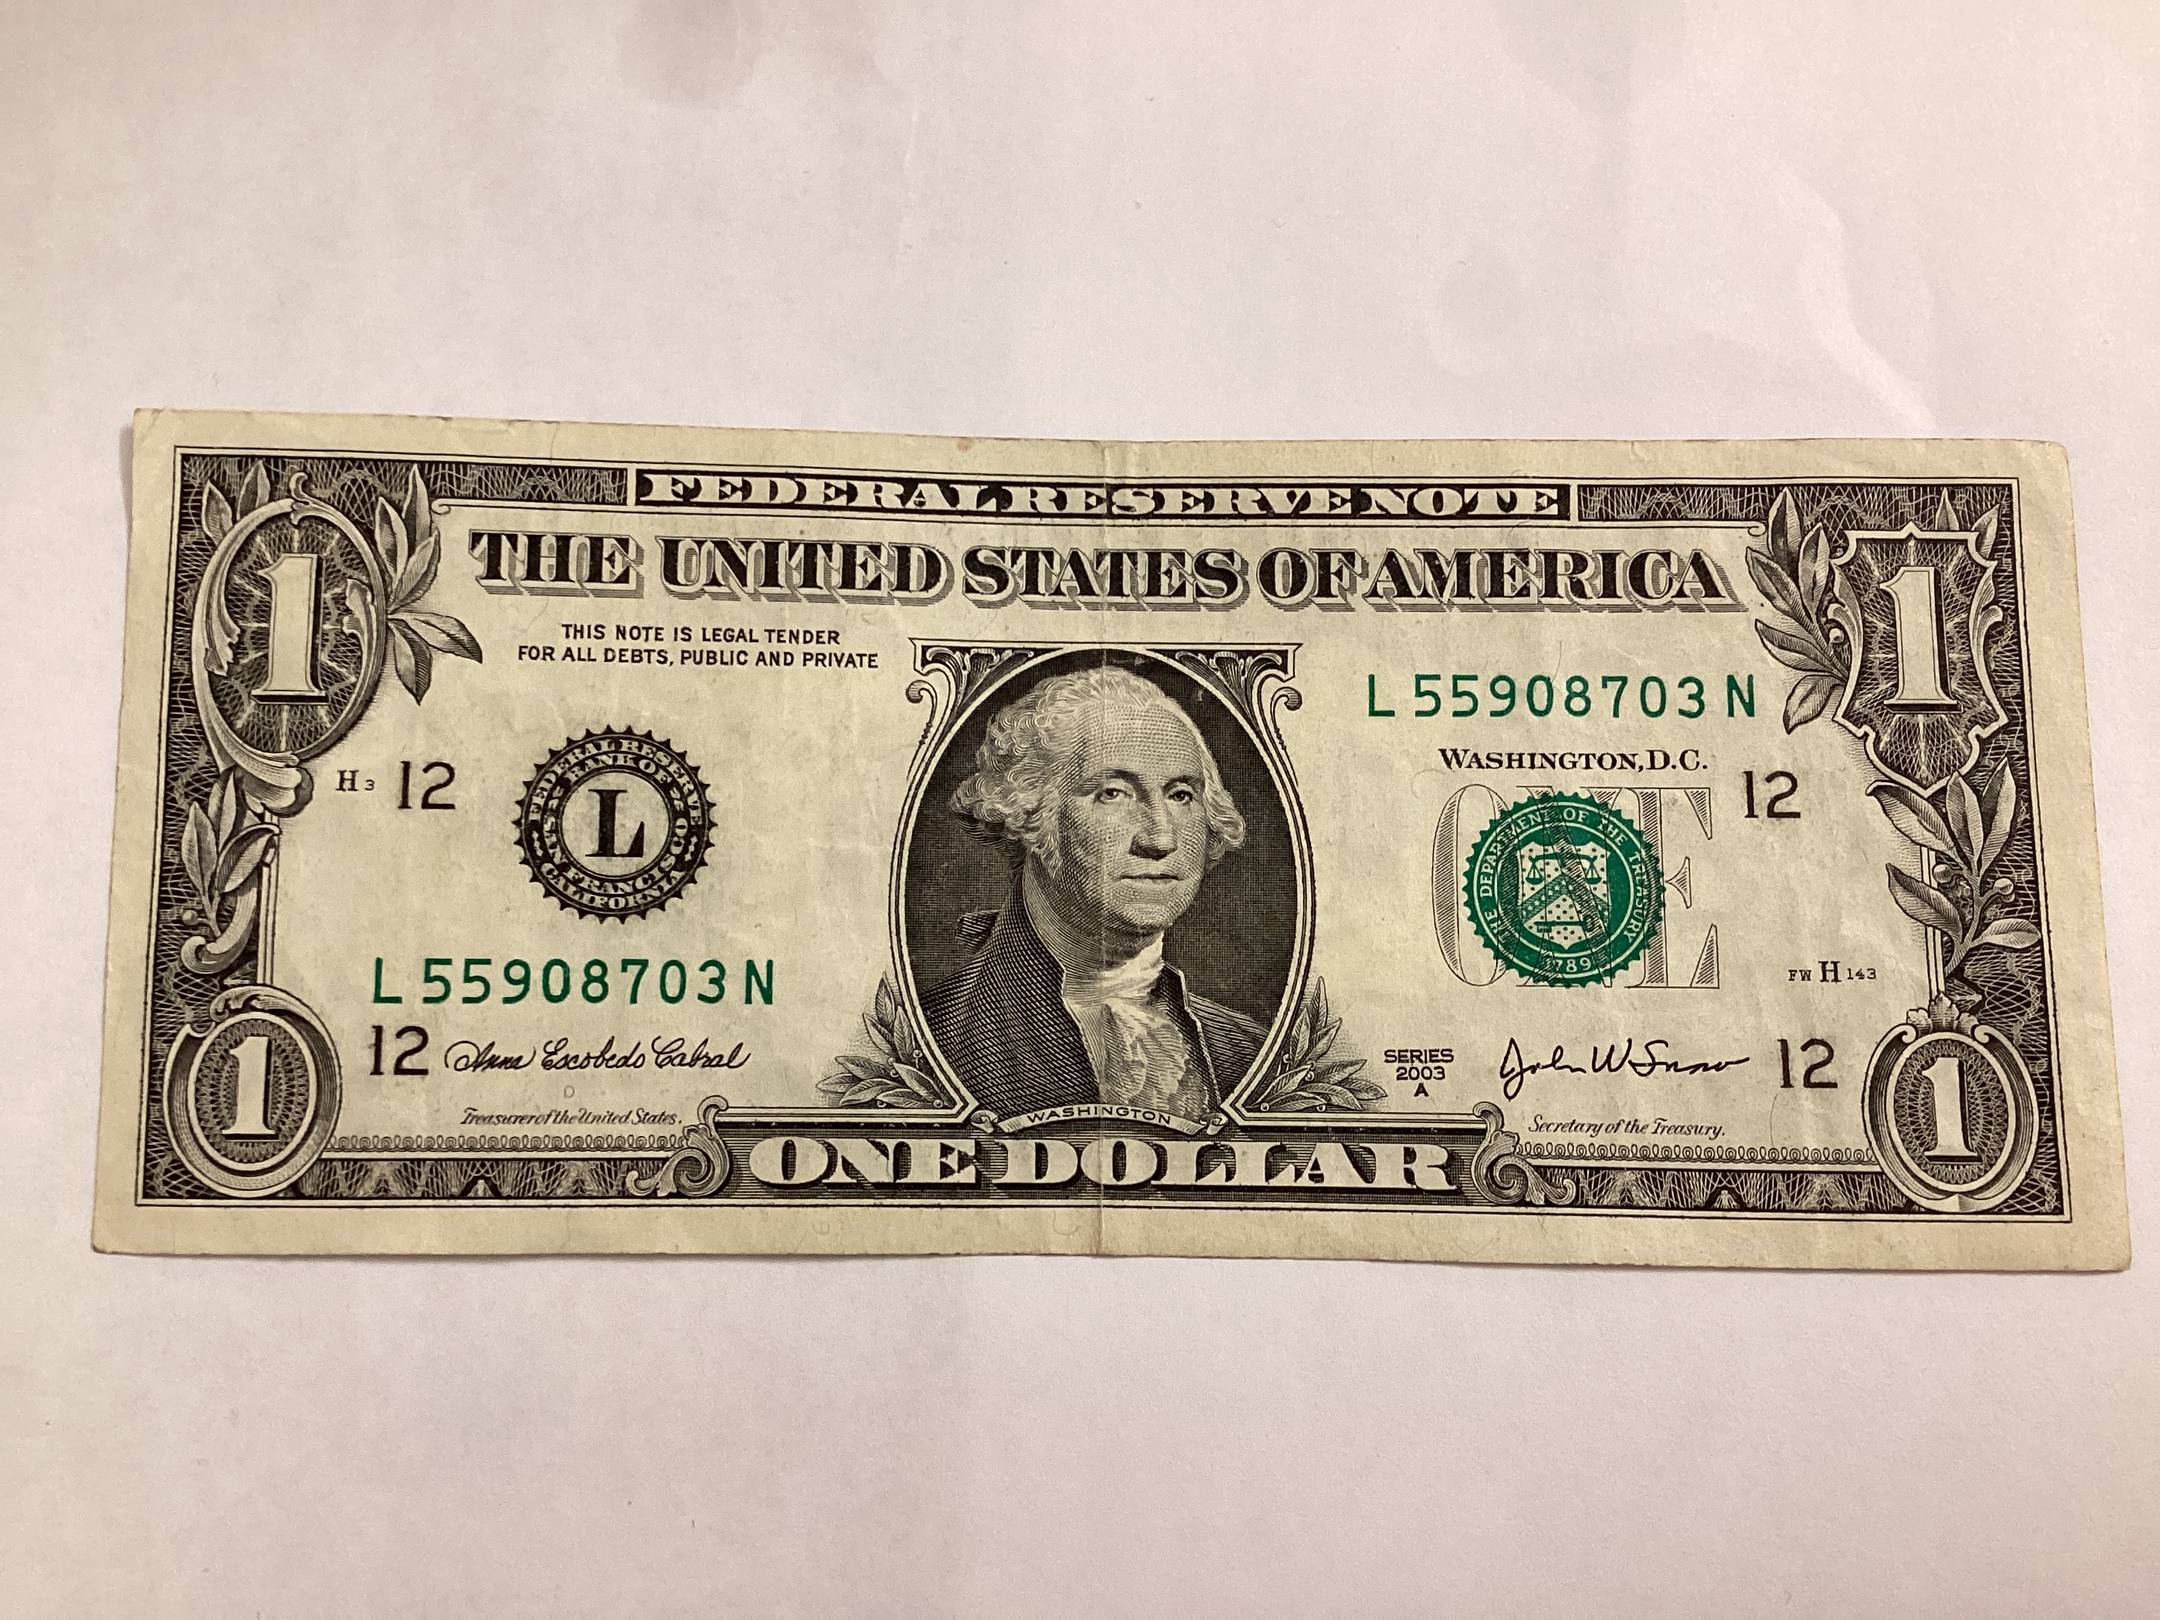 FEDERAL RESERVE NOTE
THE UNITED STATES OF AMERICA
1
1
THIS NOTE IS LEGAL TENDER
FOR ALL DEBTS, PUBLIC AND PRIVATE
L 55908703 N
WASHINGTON, D.C.
H 3
12
12
FEDERAL RESERVE BANK OF SAN FRANCISCO CALIFORNIA
L
ONE
THE DEPARTMENT OF THE TREASURY
1789
L 55908703 N
FW H 143
12
Anna Escobedo Cabral
Treasurer of the United States.
SERIES
2003
A
John W Snow
Secretary of the Treasury.
12
WASHINGTON
1
ONE DOLLAR
1